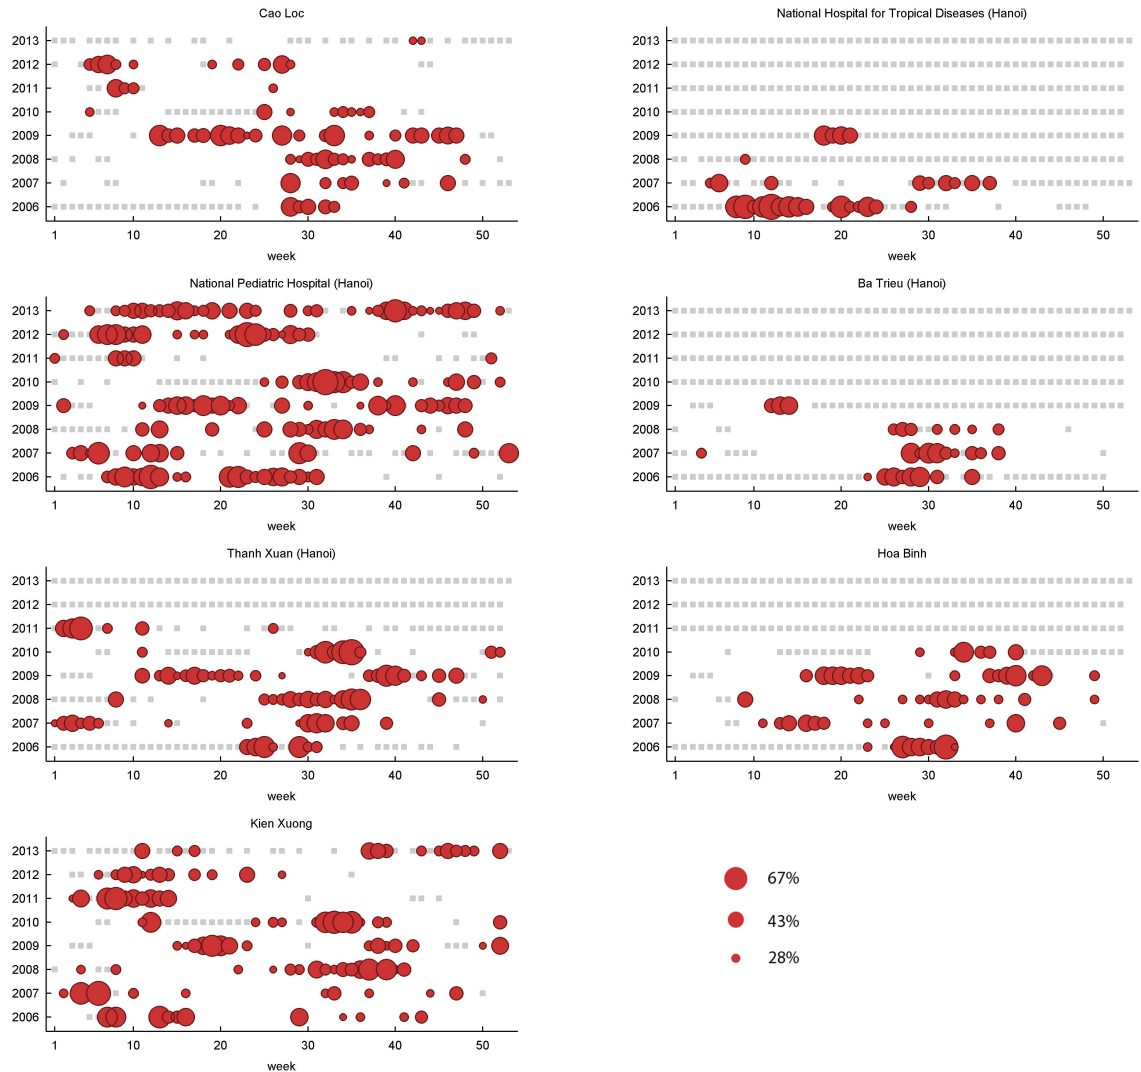 Cao Loc
2013
2012
2011
2010
2009
2008
2007
2006
1 10 20 30 40 50
week
National Hospital for Tropical Diseases (Hanoi)
2013
2012
2011
2010
2009
2008
2007
2006
1 10 20 30 40 50
week
National Pediatric Hospital (Hanoi)
2013
2012
2011
2010
2009
2008
2007
2006
1 10 20 30 40 50
week
Ba Trieu (Hanoi)
2013
2012
2011
2010
2009
2008
2007
2006
1 10 20 30 40 50
week
Thanh Xuan (Hanoi)
2013
2012
2011
2010
2009
2008
2007
2006
1 10 20 30 40 50
week
Hoa Binh
2013
2012
2011
2010
2009
2008
2007
2006
1 10 20 30 40 50
week
Kien Xuong
2013
2012
2011
2010
2009
2008
2007
2006
1 10 20 30 40 50
week
67%
43%
28%